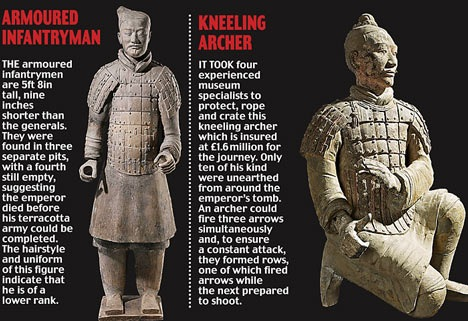 ARMOURED
INFANTRYMAN
THE armoured
infantrymen
are 5ft 8in
tall, nine
inches
shorter than
the generals.
They were
found in three
separate pits,
with a fourth
still empty,
suggesting
the emperor
died before
his terracotta
army could be
completed.
The hairstyle
and uniform
of this figure
indicate that
he is of a
lower rank.
KNEELING
ARCHER
IT TOOK four
experienced
museum
specialists to
protect, rope
and crate this
kneeling archer
which is insured
at £1.6 million for
the journey. Only
ten of his kind
were unearthed
from around the
emperor's tomb.
An archer could
fire three arrows
simultaneously
and, to ensure
a constant attack,
they formed rows,
one of which fired
arrows while
the next prepared
to shoot.